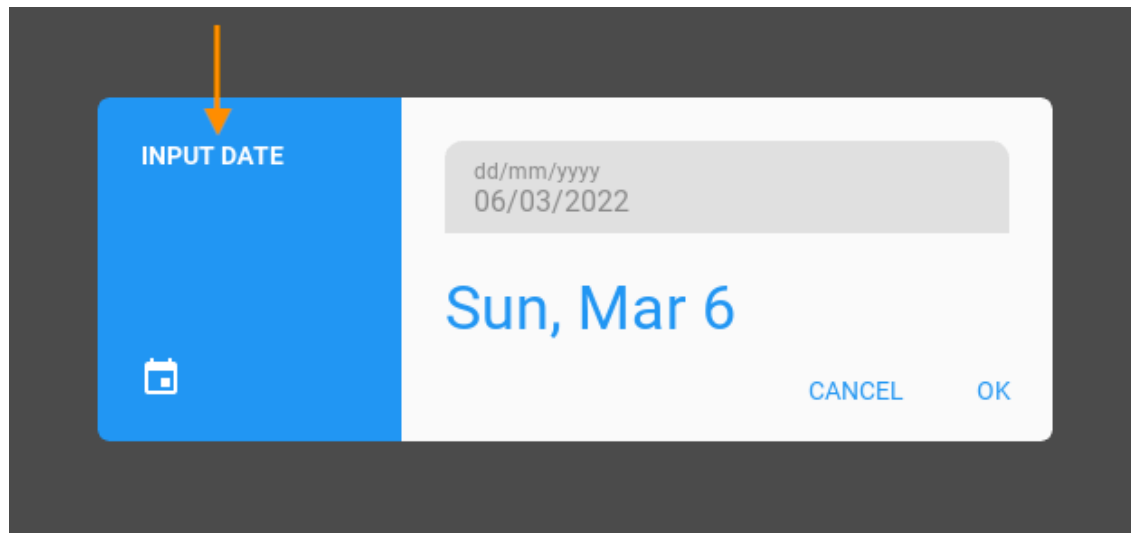 INPUT DATE
dd/mm/yyyy
06/03/2022
Sun, Mar 6
CANCEL OK